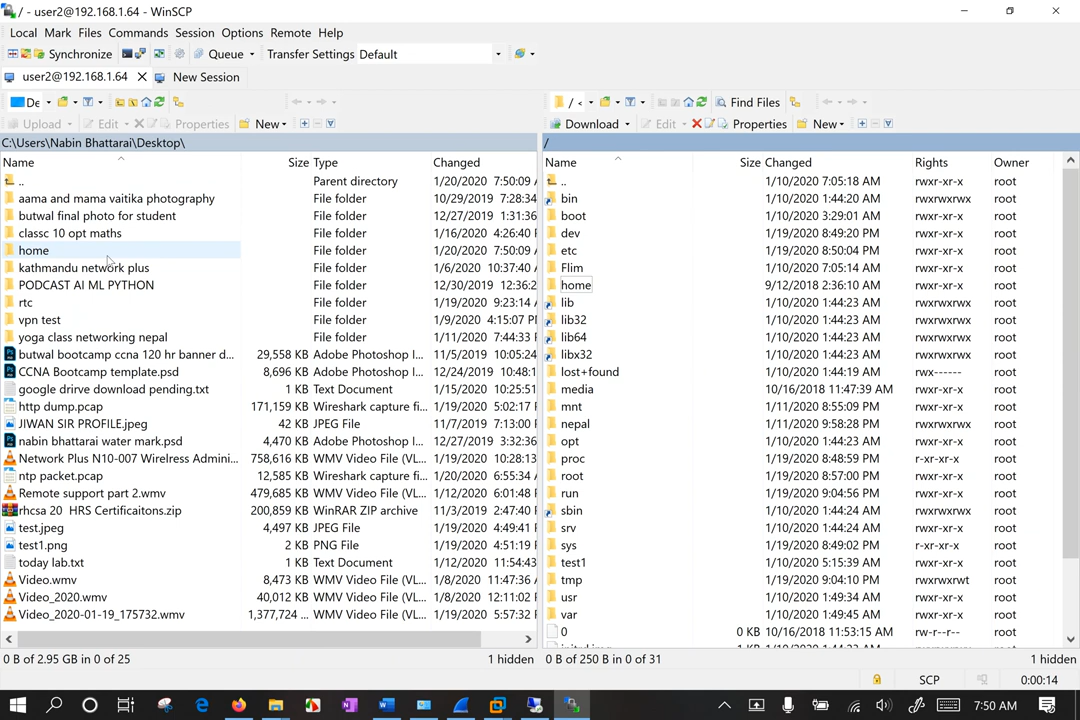 / - user2@192.168.1.64 - WinSCP
Local Mark Files Commands Session Options Remote Help
Synchronize Queue Transfer Settings Default
user2@192.168.1.64 New Session
De / < Find Files
Upload Edit Properties New Download Edit Properties New
C:\Users\Nabin Bhattarai\Desktop\ /
Name Size Type Changed Name Size Changed Rights Owner
.. Parent directory 1/20/2020 7:50:09 .. 1/10/2020 7:05:18 AM rwxr-xr-x root
aama and mama vaitika photography File folder 10/29/2019 7:28:34 bin 1/10/2020 1:44:20 AM rwxrwxrwx root
butwal final photo for student File folder 12/27/2019 1:31:36 boot 1/10/2020 3:29:01 AM rwxr-xr-x root
classc 10 opt maths File folder 1/16/2020 4:26:40 dev 1/19/2020 8:49:20 PM rwxr-xr-x root
home File folder 1/20/2020 7:50:09 etc 1/19/2020 8:50:04 PM rwxr-xr-x root
kathmandu network plus File folder 1/6/2020 10:37:40 Flim 1/10/2020 7:05:14 AM rwxr-xr-x root
PODCAST AI ML PYTHON File folder 12/30/2019 12:36:2 home 9/12/2018 2:36:10 AM rwxr-xr-x root
rtc File folder 1/19/2020 9:23:14 lib 1/10/2020 1:44:23 AM rwxrwxrwx root
vpn test File folder 1/9/2020 4:15:07 lib32 1/10/2020 1:44:23 AM rwxrwxrwx root
yoga class networking nepal File folder 1/11/2020 7:44:33 lib64 1/10/2020 1:44:23 AM rwxrwxrwx root
butwal bootcamp ccna 120 hr banner d... 29,558 KB Adobe Photoshop I... 11/5/2019 10:05:24 libx32 1/10/2020 1:44:23 AM rwxrwxrwx root
CCNA Bootcamp template.psd 8,696 KB Adobe Photoshop I... 12/24/2019 10:48:1 lost+found 1/10/2020 1:44:19 AM rwx------ root
google drirve download pending.txt 1 KB Text Document 1/15/2020 10:25:51 media 10/16/2018 11:47:39 AM rwxr-xr-x root
http dump.pcap 171,159 KB Wireshark capture fi... 1/19/2020 5:02:17 mnt 1/11/2020 8:55:09 PM rwxr-xr-x root
JIWAN SIR PROFILE.jpeg 42 KB JPEG File 11/7/2019 7:13:00 nepal 1/11/2020 9:58:28 PM rwxr-xr-x root
nabin bhattarai water mark.psd 4,470 KB Adobe Photoshop I... 12/27/2019 3:32:36 opt 1/10/2020 1:44:23 AM rwxr-xr-x root
Network Plus N10-007 Wirelress Admini... 758,616 KB WMV Video File (VL... 1/19/2020 10:28:13 proc 1/19/2020 8:48:59 PM r-xr-xr-x root
ntp packet.pcap 12,585 KB Wireshark capture fi... 1/20/2020 6:55:34 root 1/19/2020 8:57:00 PM rwxr-xr-x root
Remote support part 2.wmv 479,685 KB WMV Video File (VL... 1/12/2020 6:01:48 run 1/19/2020 9:04:56 PM rwxr-xr-x root
rhcsa 20 HRS Certificaitons.zip 200,859 KB WinRAR ZIP archive 11/3/2019 2:47:40 sbin 1/10/2020 1:44:24 AM rwxrwxrwx root
test.jpeg 4,497 KB JPEG File 1/19/2020 4:49:41 srv 1/10/2020 1:44:24 AM rwxr-xr-x root
test1.png 2 KB PNG File 1/19/2020 4:51:19 sys 1/19/2020 8:49:02 PM r-xr-xr-x root
today lab.txt 1 KB Text Document 1/12/2020 11:54:43 test1 1/10/2020 5:15:39 AM rwxr-xr-x root
Video.wmv 8,473 KB WMV Video File (VL... 1/8/2020 11:47:36 tmp 1/19/2020 9:04:10 PM rwxrwxrwt root
Video_2020.wmv 40,012 KB WMV Video File (VL... 1/8/2020 12:11:02 usr 1/10/2020 1:49:34 AM rwxr-xr-x root
Video_2020-01-19_175732.wmv 1,377,724 ... WMV Video File (VL... 1/19/2020 5:57:32 var 1/10/2020 1:49:45 AM rwxr-xr-x root
0 0 KB 10/16/2018 11:53:15 AM rw-r--r-- root
0 B of 2.95 GB in 0 of 25 1 hidden 0 B of 250 B in 0 of 31 1 hidden
SCP 0:00:14
7:50 AM